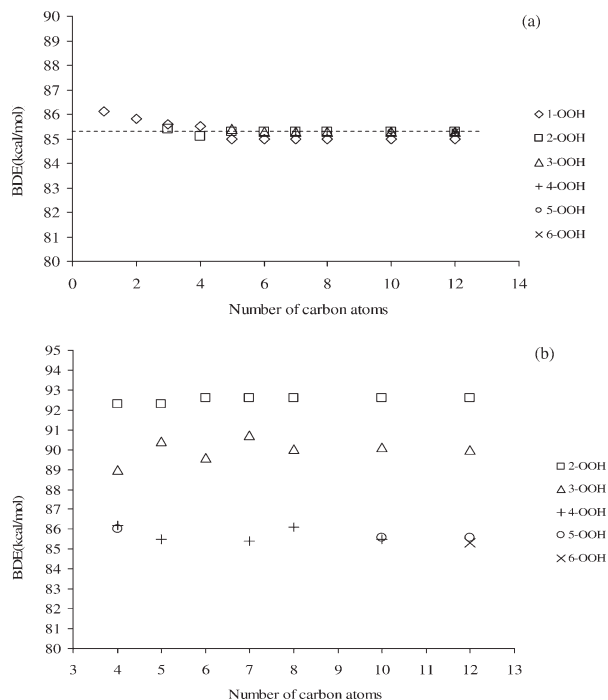 (a)
90
89
88
87
86
85
84
83
82
81
80
BDE(kcal/mol)
0 2 4 6 8 10 12 14
Number of carbon atoms
1-OOH
2-OOH
3-OOH
4-OOH
5-OOH
6-OOH
(b)
95
94
93
92
91
90
89
88
87
86
85
84
83
82
81
80
BDE(kcal/mol)
3 4 5 6 7 8 9 10 11 12 13
Number of carbon atoms
2-OOH
3-OOH
4-OOH
5-OOH
6-OOH